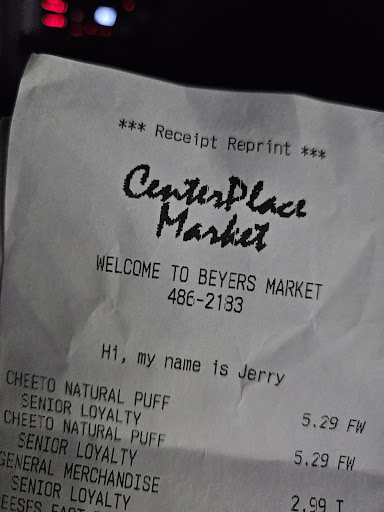 *** Receipt Reprint ***
CenterPlace
Market
WELCOME TO BEYERS MARKET
486-2183
Hi, my name is Jerry
CHEETO NATURAL PUFF 5.29 FW
SENIOR LOYALTY
CHEETO NATURAL PUFF 5.29 FW
SENIOR LOYALTY
GENERAL MERCHANDISE 2.99 T
SENIOR LOYALTY